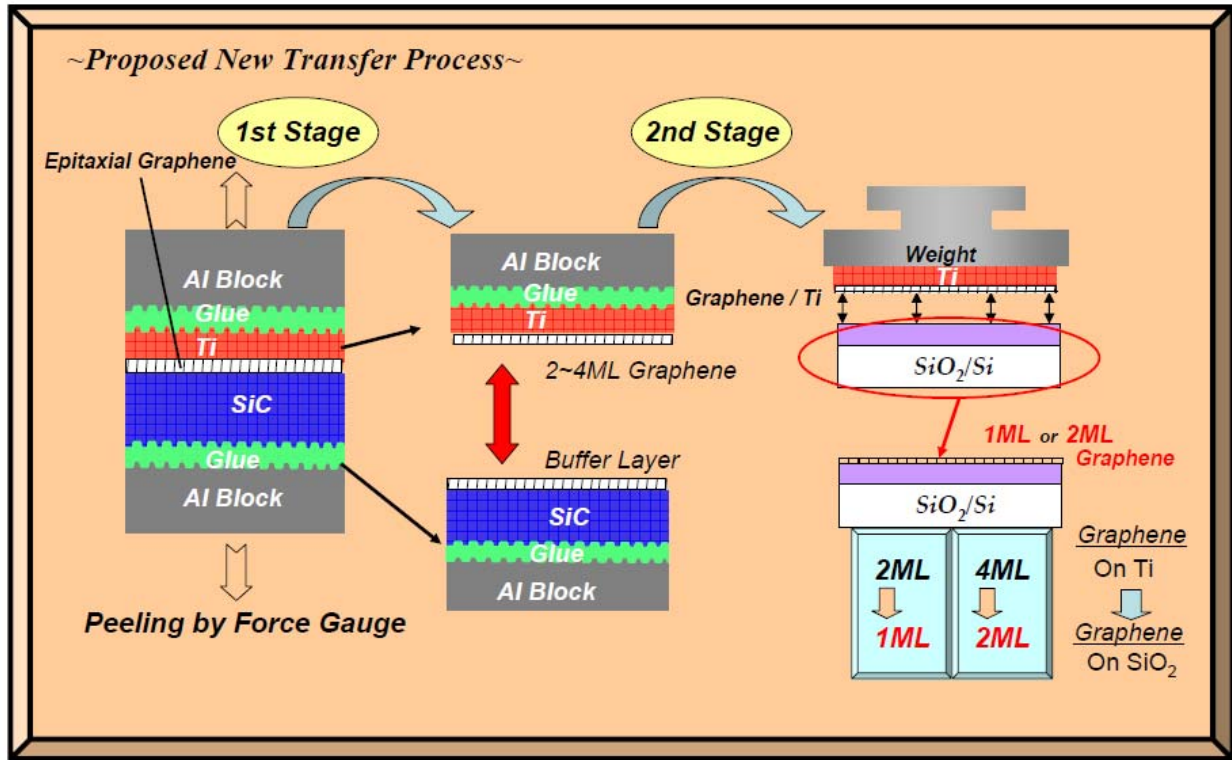 ~Proposed New Transfer Process~
1st Stage
2nd Stage
Epitaxial Graphene
Al Block
Glue
Ti
SiC
Glue
Al Block
Peeling by Force Gauge
Al Block
Glue
Ti
Graphene / Ti
2~4ML Graphene
Buffer Layer
SiC
Glue
Al Block
Weight
Ti
SiO2/Si
1ML or 2ML
Graphene
SiO2/Si
2ML
1ML
4ML
2ML
Graphene
On Ti
Graphene
On SiO2